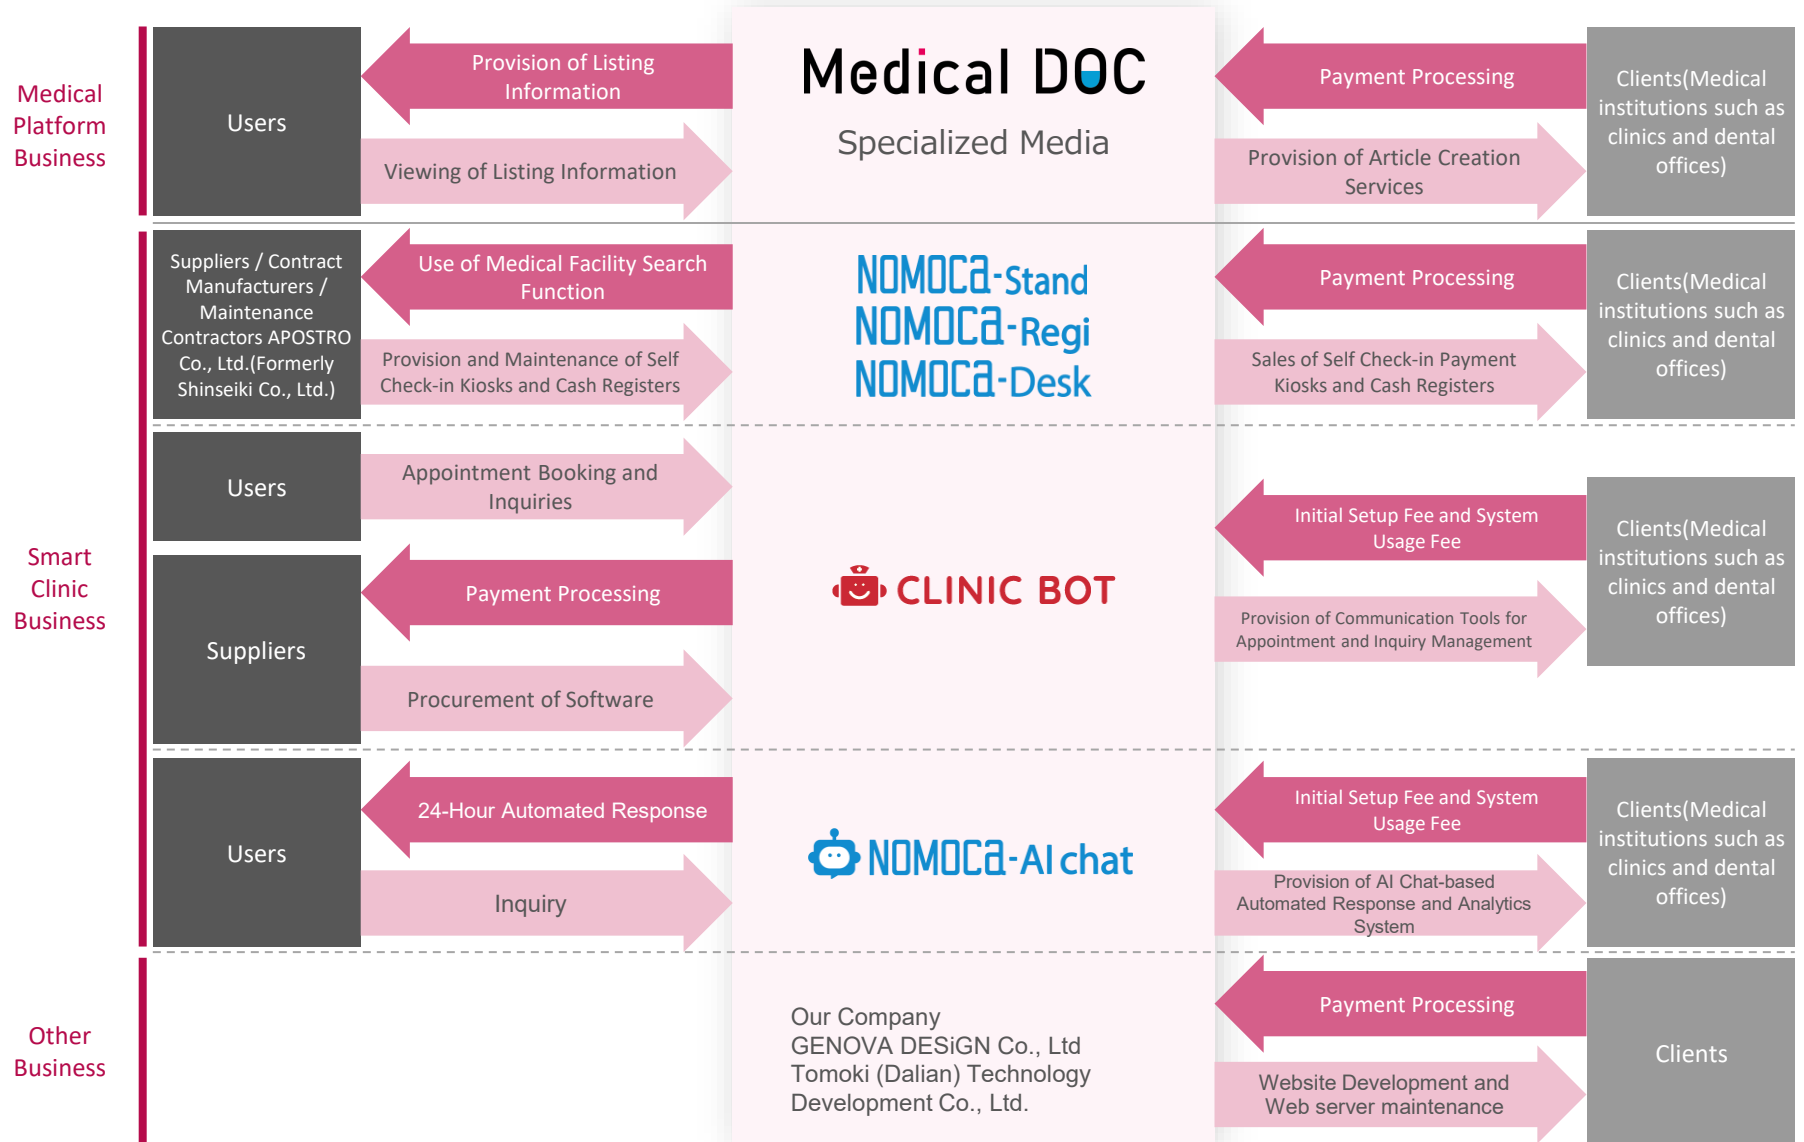 Medical
Platform
Business
Users
Provision of Listing
Information
Viewing of Listing Information
Medical DOC
Specialized Media
Payment Processing
Provision of Article Creation
Services
Clients(Medical
institutions such as
clinics and dental
offices)
Smart
Clinic
Business
Suppliers / Contract
Manufacturers /
Maintenance
Contractors APOSTRO
Co., Ltd.(Formerly
Shinseiki Co., Ltd.)
Use of Medical Facility Search
Function
Provision and Maintenance of Self
Check-in Kiosks and Cash Registers
NOMOCa-Stand
NOMOCa-Regi
NOMOCa-Desk
Payment Processing
Sales of Self Check-in Payment
Kiosks and Cash Registers
Clients(Medical
institutions such as
clinics and dental
offices)
Users
Appointment Booking and
Inquiries
Suppliers
Payment Processing
Procurement of Software
CLINIC BOT
Initial Setup Fee and System
Usage Fee
Provision of Communication Tools for
Appointment and Inquiry Management
Clients(Medical
institutions such as
clinics and dental
offices)
Users
24-Hour Automated Response
Inquiry
NOMOCa-AI chat
Initial Setup Fee and System
Usage Fee
Provision of AI Chat-based
Automated Response and Analytics
System
Clients(Medical
institutions such as
clinics and dental
offices)
Other
Business
Our Company
GENOVA DESiGN Co., Ltd
Tomoki (Dalian) Technology
Development Co., Ltd.
Payment Processing
Website Development and
Web server maintenance
Clients